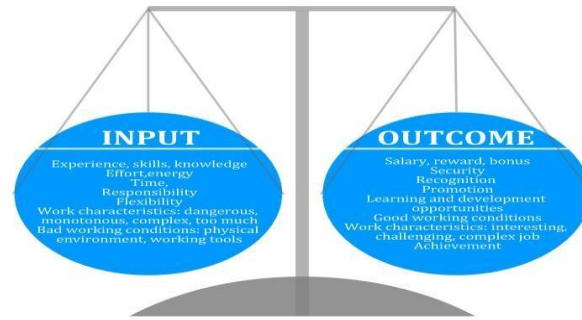 INPUT
Experience, skills, knowledge
Effort,energy
Time,
Responsibility
Flexibility
Work characteristics: dangerous,
monotonous, complex, too much
Bad working conditions: physical
environment, working tools
OUTCOME
Salary, reward, bonus
Security
Recognition
Promotion
Learning and development
opportunities
Good working conditions
Work characteristics: interesting,
challenging, complex job
Achievement